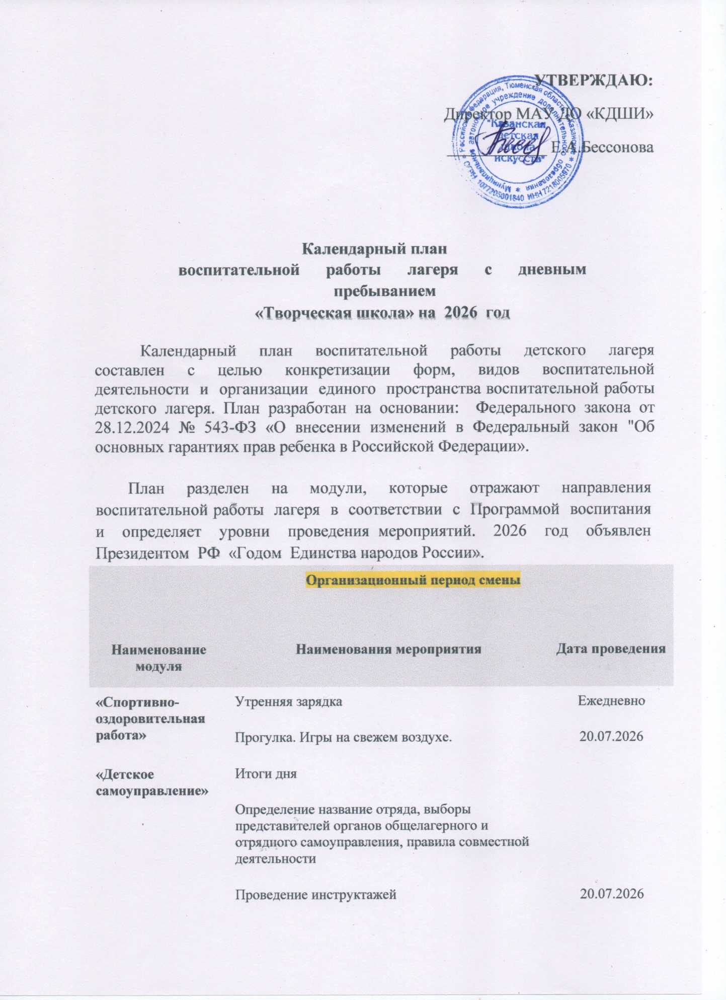 УТВЕРЖДАЮ:
Директор МАУ ДО «КДШИ»
Е.А.Бессонова
Российская Федерация, Тюменская область, с.Казанское
ОГРН 1077205001840 ИНН 7218005970
Муниципальное автономное учреждение дополнительного образования
"Казанская
детская
школа
искусств"
Календарный план
воспитательной работы лагеря с дневным
пребыванием
«Творческая школа» на 2026 год
Календарный план воспитательной работы детского лагеря
составлен с целью конкретизации форм, видов воспитательной
деятельности и организации единого пространства воспитательной работы
детского лагеря. План разработан на основании: Федерального закона от
28.12.2024 № 543-ФЗ «О внесении изменений в Федеральный закон "Об
основных гарантиях прав ребенка в Российской Федерации».
План разделен на модули, которые отражают направления
воспитательной работы лагеря в соответствии с Программой воспитания
и определяет уровни проведения мероприятий. 2026 год объявлен
Президентом РФ «Годом Единства народов России».
Организационный период смены
Наименование
модуля
Наименования мероприятия
Дата проведения
«Спортивно-
оздоровительная
работа»
Утренняя зарядка
Ежедневно
Прогулка. Игры на свежем воздухе.
20.07.2026
«Детское
самоуправление»
Итоги дня
Определение название отряда, выборы
представителей органов общелагерного и
отрядного самоуправления, правила совместной
деятельности
Проведение инструктажей
20.07.2026